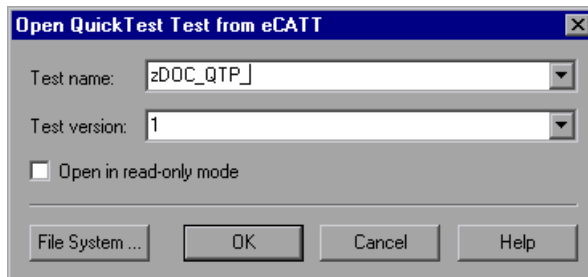 Open QuickTest Test from eCATT
Test name: zDOC_QTP_
Test version: 1
Open in read-only mode
File System ... OK Cancel Help